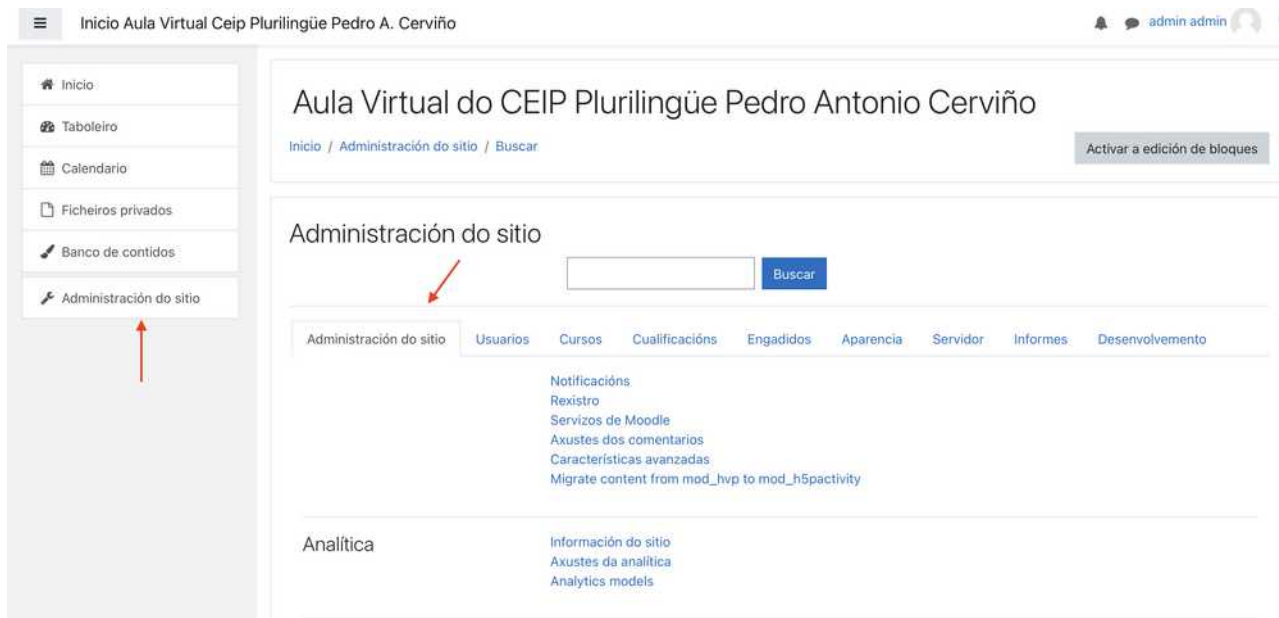 Inicio Aula Virtual Ceip Plurilingüe Pedro A. Cerviño
admin admin
Inicio
Taboleiro
Calendario
Ficheiros privados
Banco de contidos
Administración do sitio
Aula Virtual do CEIP Plurilingüe Pedro Antonio Cerviño
Inicio / Administración do sitio / Buscar
Activar a edición de bloques
Administración do sitio
Buscar
Administración do sitio Usuarios Cursos Cualificacións Engadidos Aparencia Servidor Informes Desenvolvemento
Notificacións
Rexistro
Servizos de Moodle
Axustes dos comentarios
Características avanzadas
Migrate content from mod_hvp to mod_h5pactivity
Analítica
Información do sitio
Axustes da analítica
Analytics models